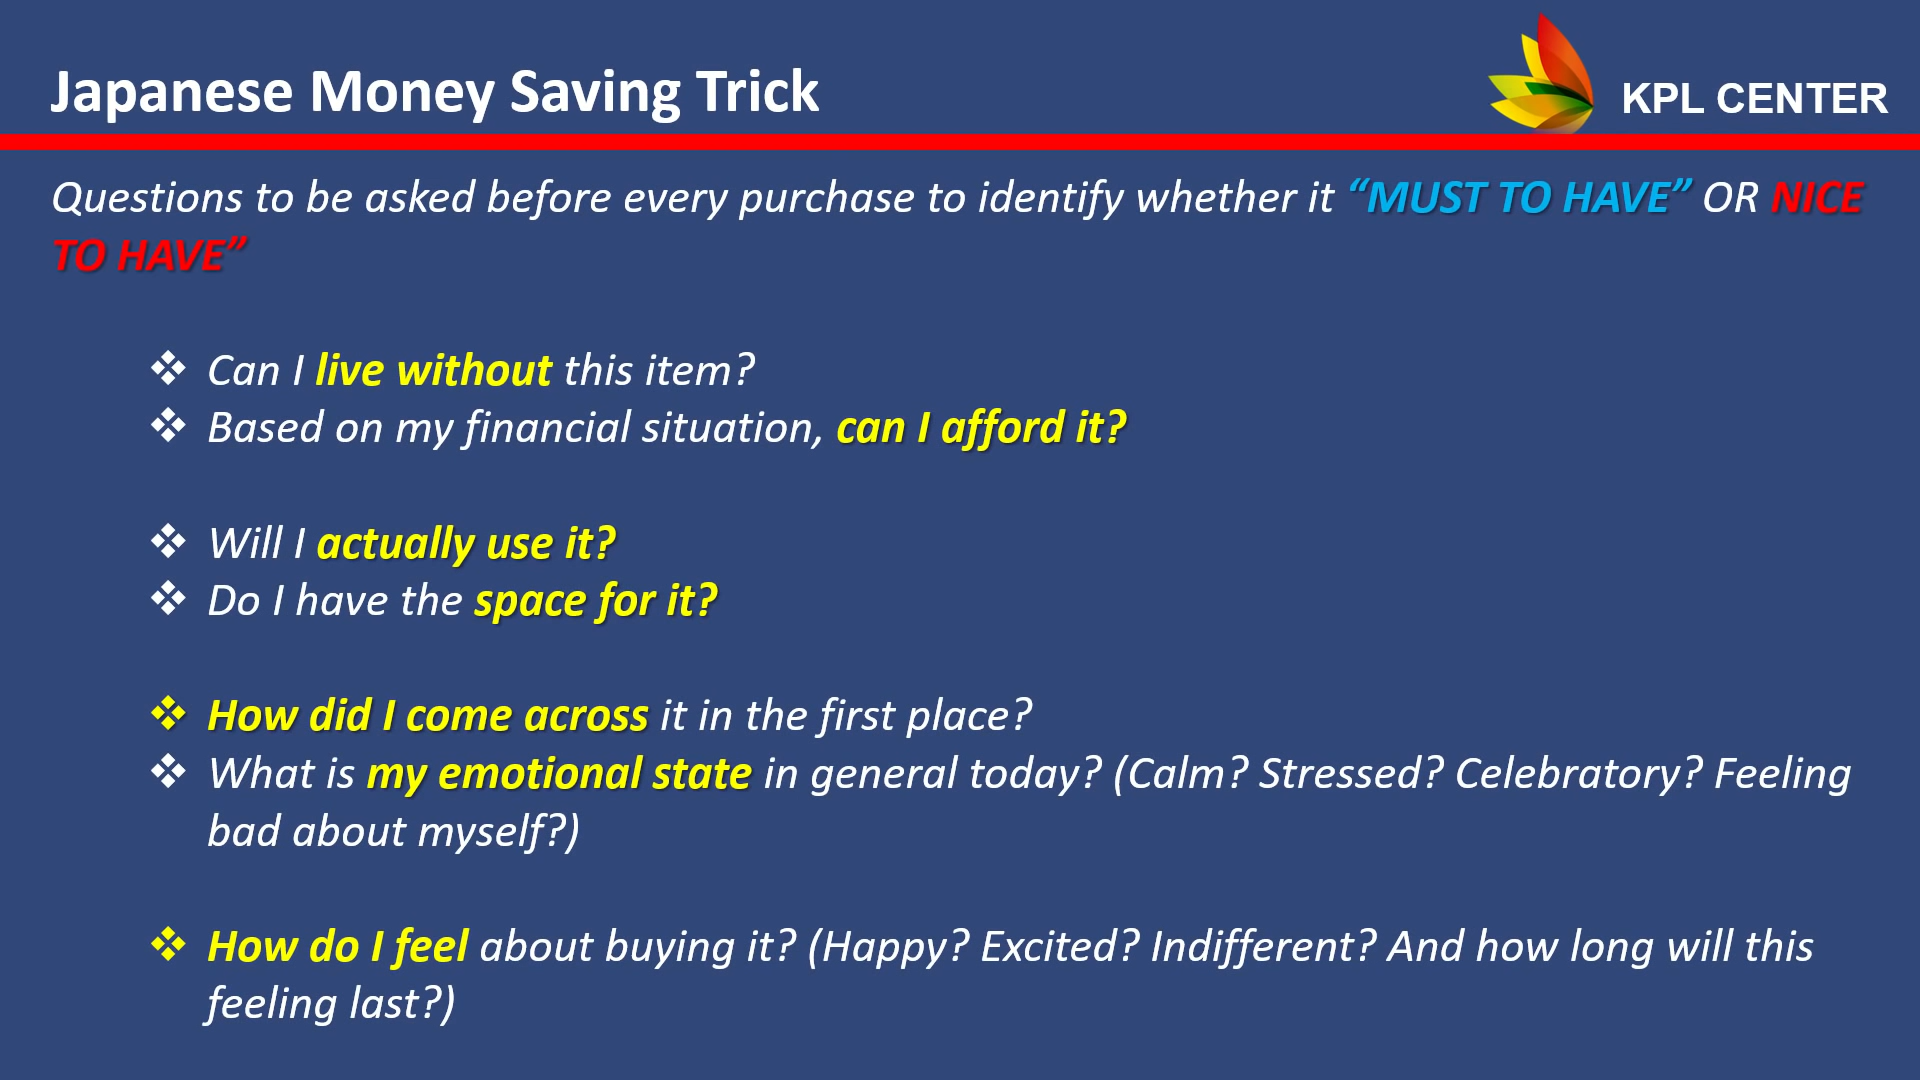 Japanese Money Saving Trick
KPL CENTER
Questions to be asked before every purchase to identify whether it “MUST TO HAVE” OR NICE
TO HAVE”
❖ Can I live without this item?
❖ Based on my financial situation, can I afford it?
❖ Will I actually use it?
❖ Do I have the space for it?
❖ How did I come across it in the first place?
❖ What is my emotional state in general today? (Calm? Stressed? Celebratory? Feeling
bad about myself?)
❖ How do I feel about buying it? (Happy? Excited? Indifferent? And how long will this
feeling last?)